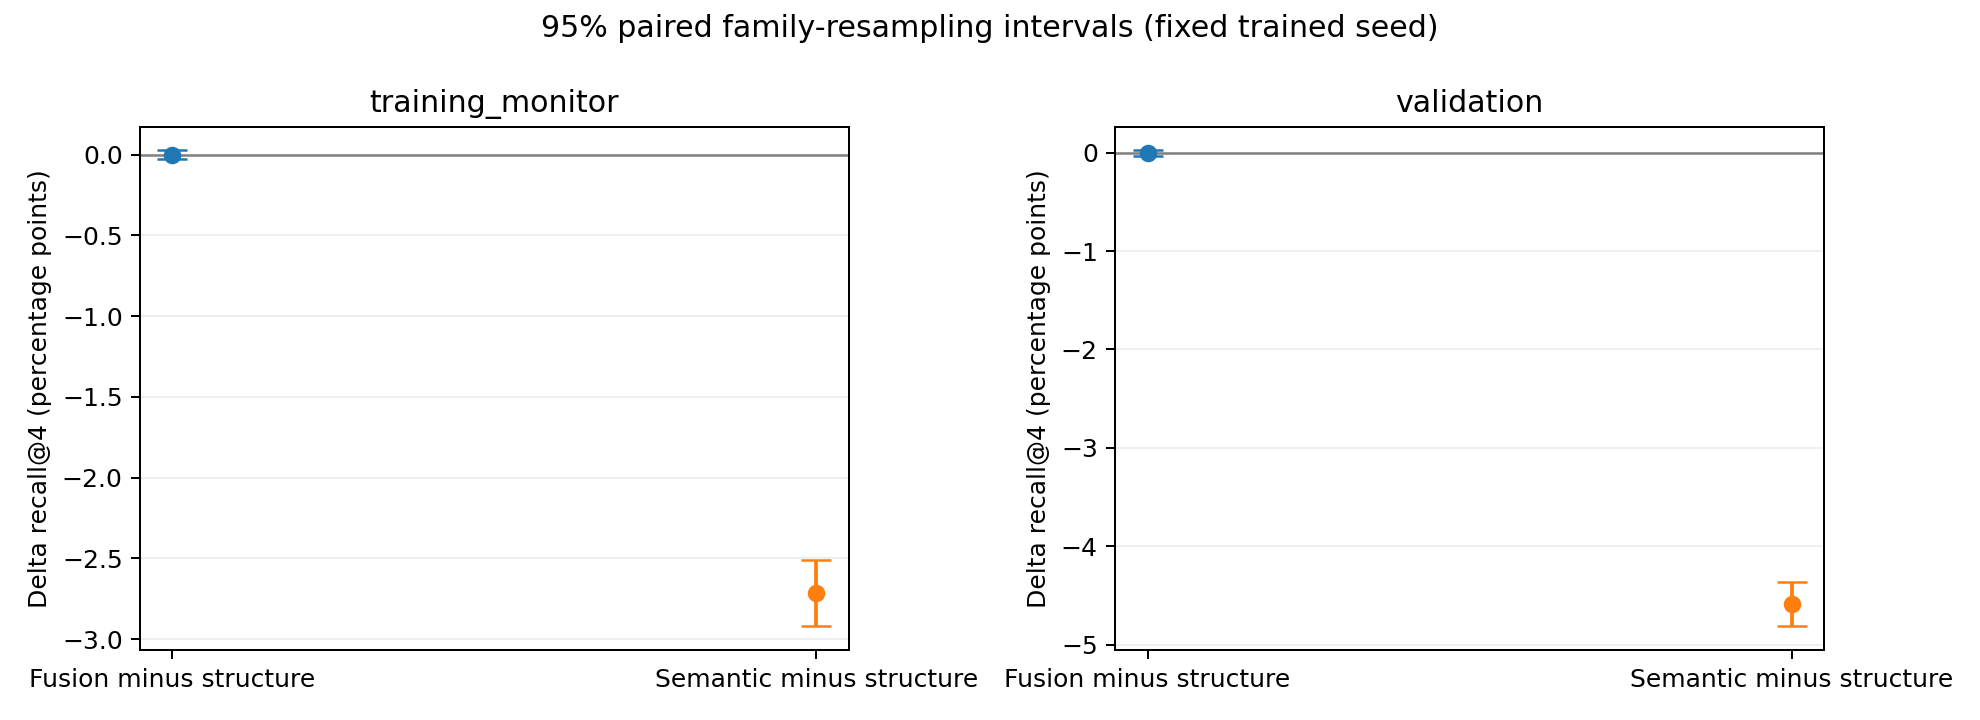 95% paired family-resampling intervals (fixed trained seed)
training_monitor
Delta recall@4 (percentage points)
0.0
−0.5
−1.0
−1.5
−2.0
−2.5
−3.0
Fusion minus structure
Semantic minus structure
validation
Delta recall@4 (percentage points)
0
−1
−2
−3
−4
−5
Fusion minus structure
Semantic minus structure